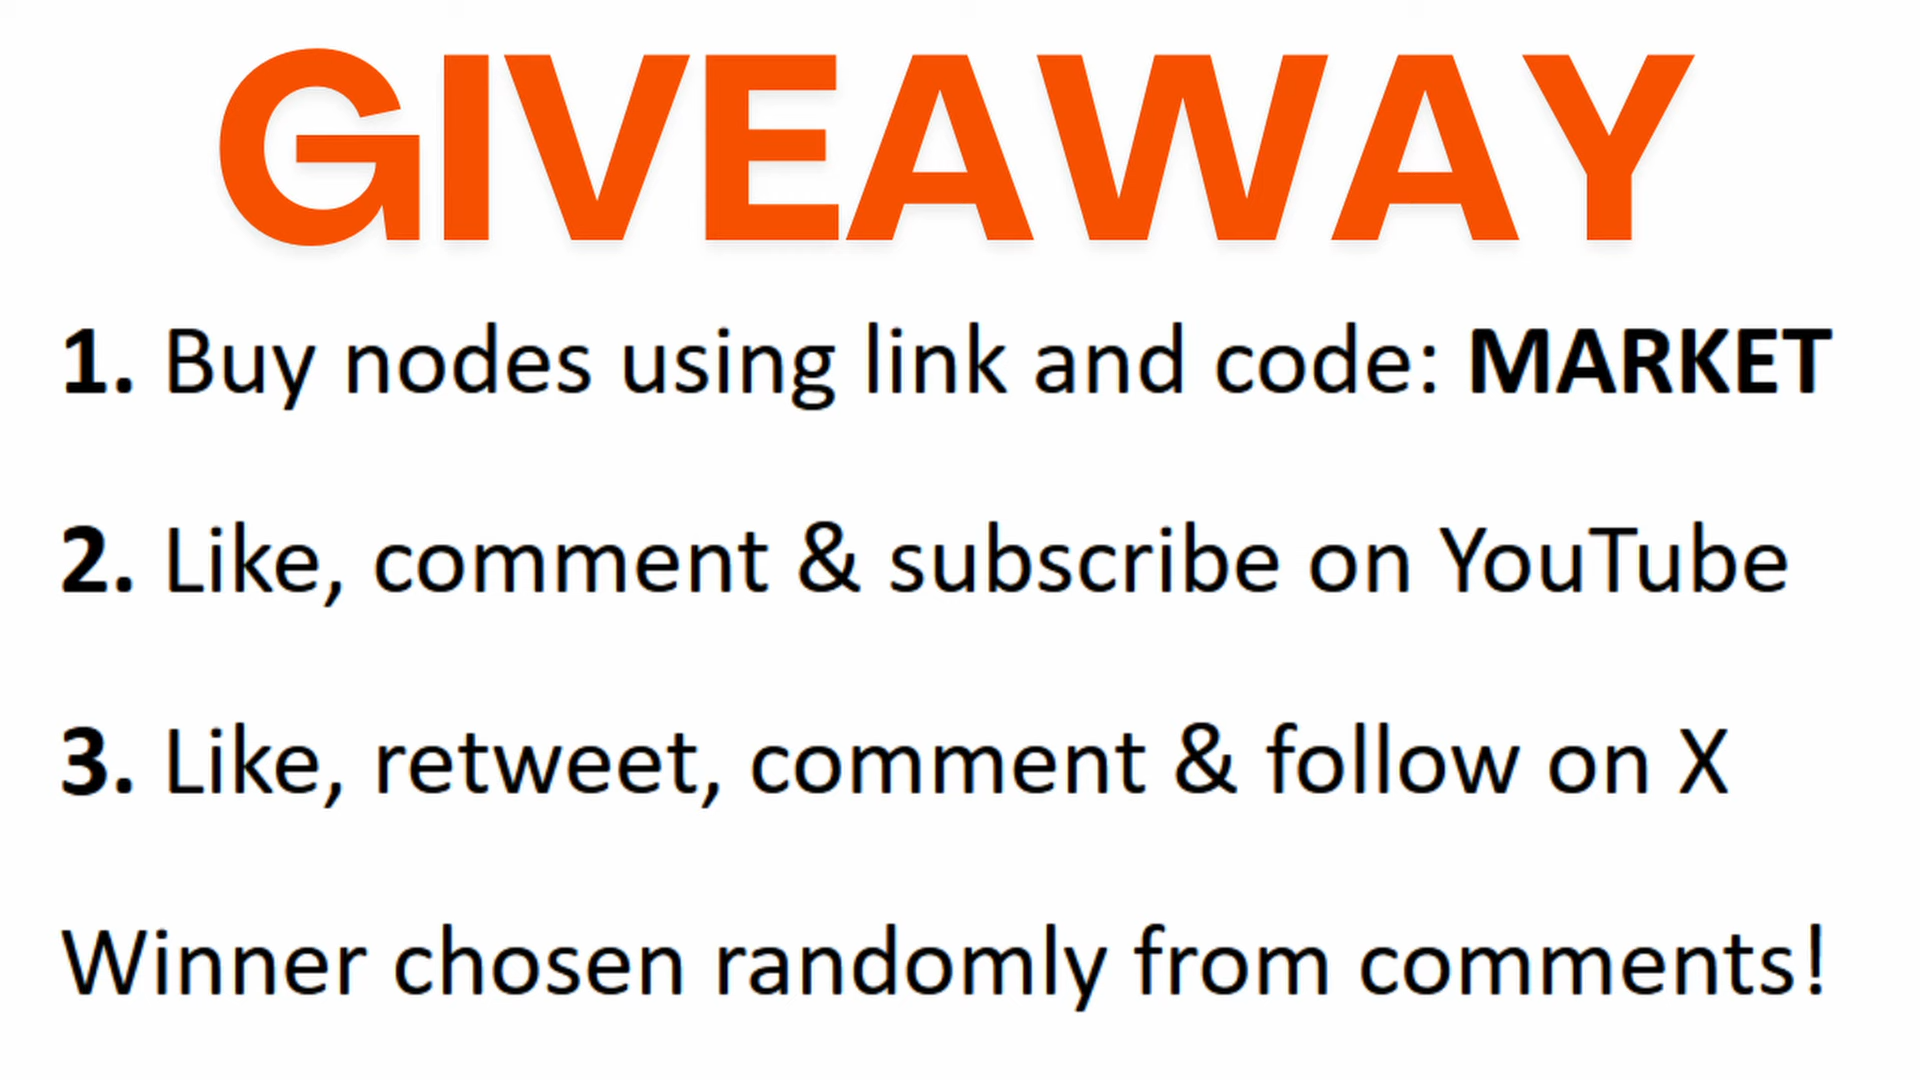 GIVEAWAY
1. Buy nodes using link and code: MARKET
2. Like, comment & subscribe on YouTube
3. Like, retweet, comment & follow on X
Winner chosen randomly from comments!